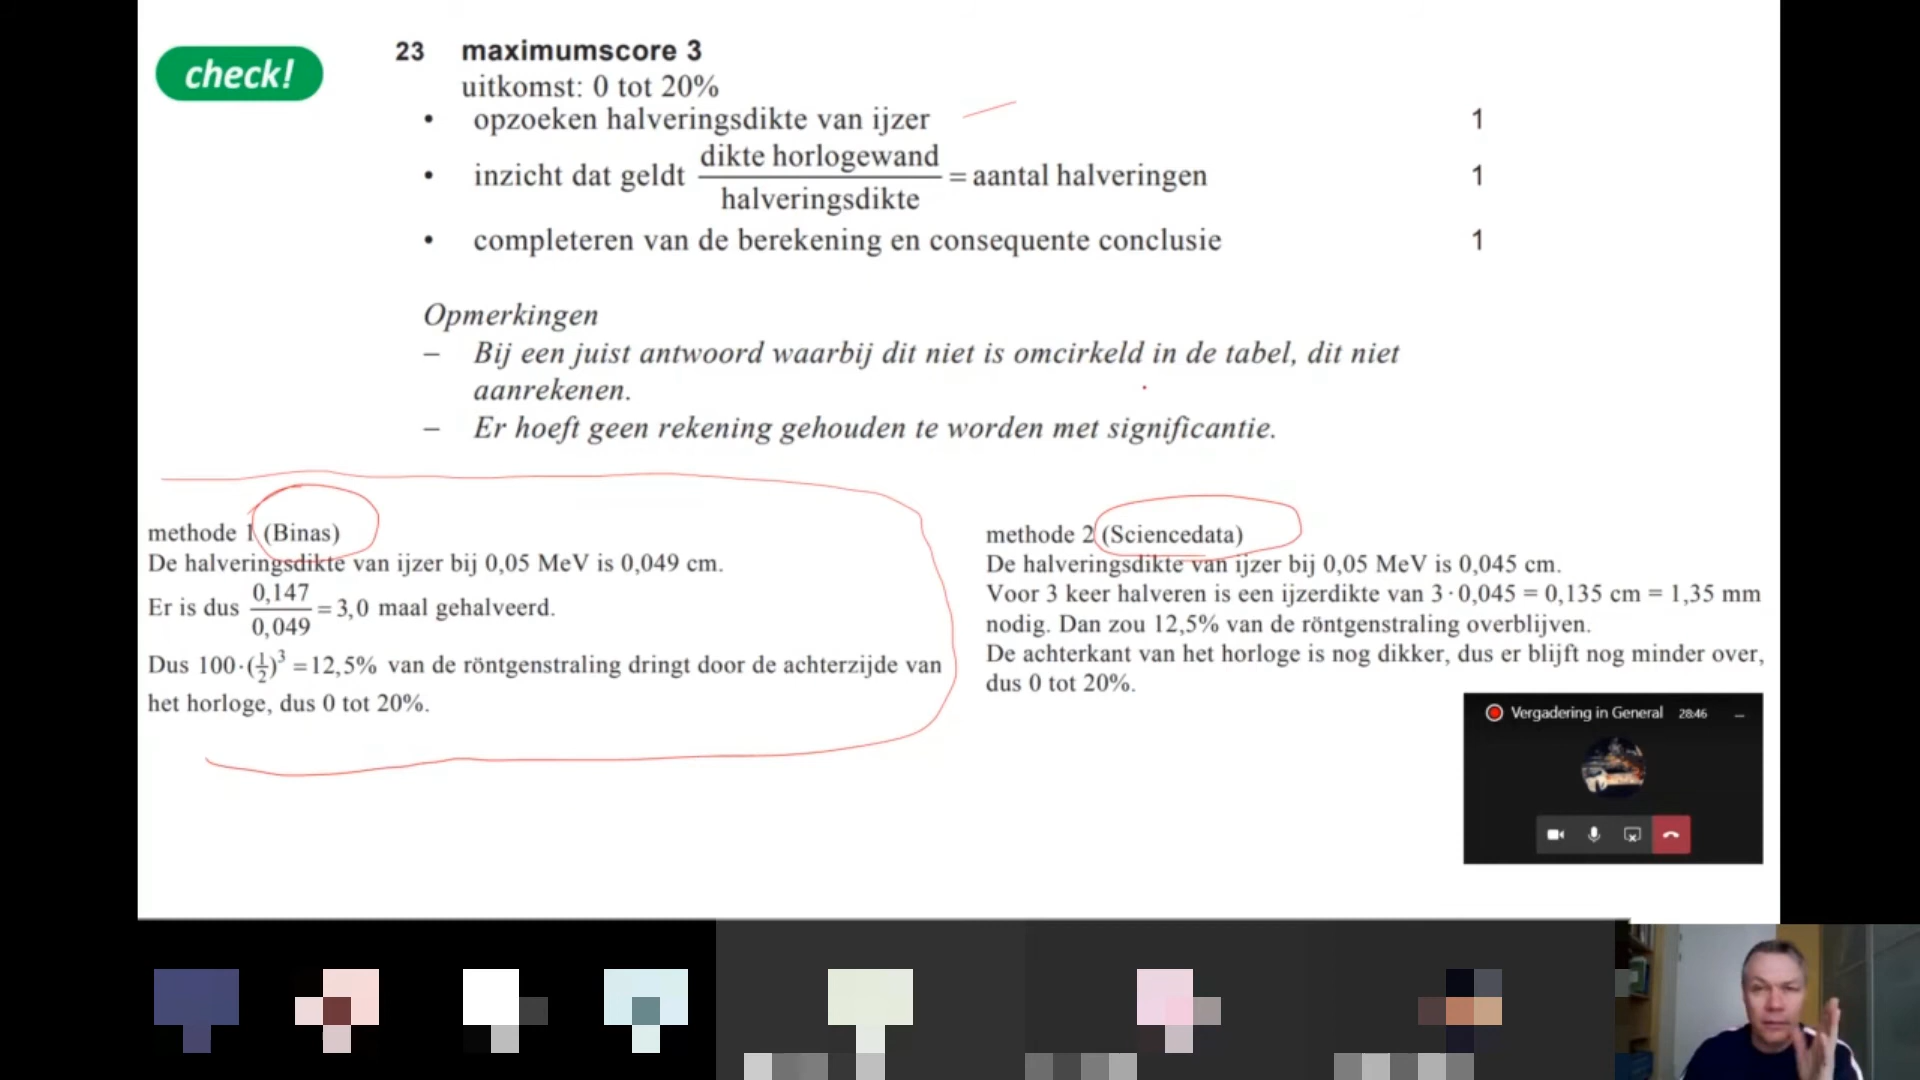 check!
23 maximumscore 3
uitkomst: 0 tot 20%
• opzoeken halveringsdikte van ijzer 1
• inzicht dat geldt dikte horlogewand / halveringsdikte = aantal halveringen 1
• completeren van de berekening en consequente conclusie 1
Opmerkingen
– Bij een juist antwoord waarbij dit niet is omcirkeld in de tabel, dit niet
aanrekenen.
– Er hoeft geen rekening gehouden te worden met significantie.
methode 1 (Binas)
De halveringsdikte van ijzer bij 0,05 MeV is 0,049 cm.
Er is dus 0,147 / 0,049 = 3,0 maal gehalveerd.
Dus 100·(1/2)³ = 12,5% van de röntgenstraling dringt door de achterzijde van
het horloge, dus 0 tot 20%.
methode 2 (Sciencedata)
De halveringsdikte van ijzer bij 0,05 MeV is 0,045 cm.
Voor 3 keer halveren is een ijzerdikte van 3·0,045 = 0,135 cm = 1,35 mm
nodig. Dan zou 12,5% van de röntgenstraling overblijven.
De achterkant van het horloge is nog dikker, dus er blijft nog minder over,
dus 0 tot 20%.
Vergadering in General 28:46